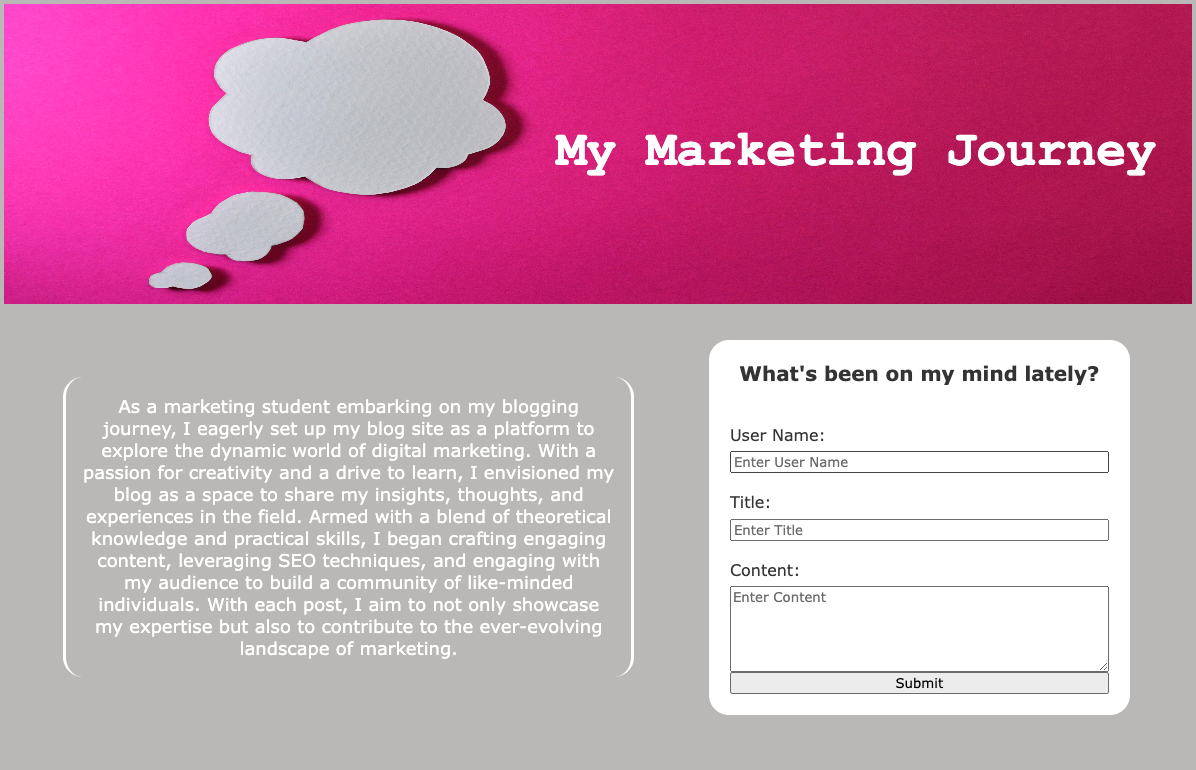 My Marketing Journey
As a marketing student embarking on my blogging
journey, I eagerly set up my blog site as a platform to
explore the dynamic world of digital marketing. With a
passion for creativity and a drive to learn, I envisioned my
blog as a space to share my insights, thoughts, and
experiences in the field. Armed with a blend of theoretical
knowledge and practical skills, I began crafting engaging
content, leveraging SEO techniques, and engaging with
my audience to build a community of like-minded
individuals. With each post, I aim to not only showcase
my expertise but also to contribute to the ever-evolving
landscape of marketing.
What's been on my mind lately?
User Name:
Enter User Name
Title:
Enter Title
Content:
Enter Content
Submit